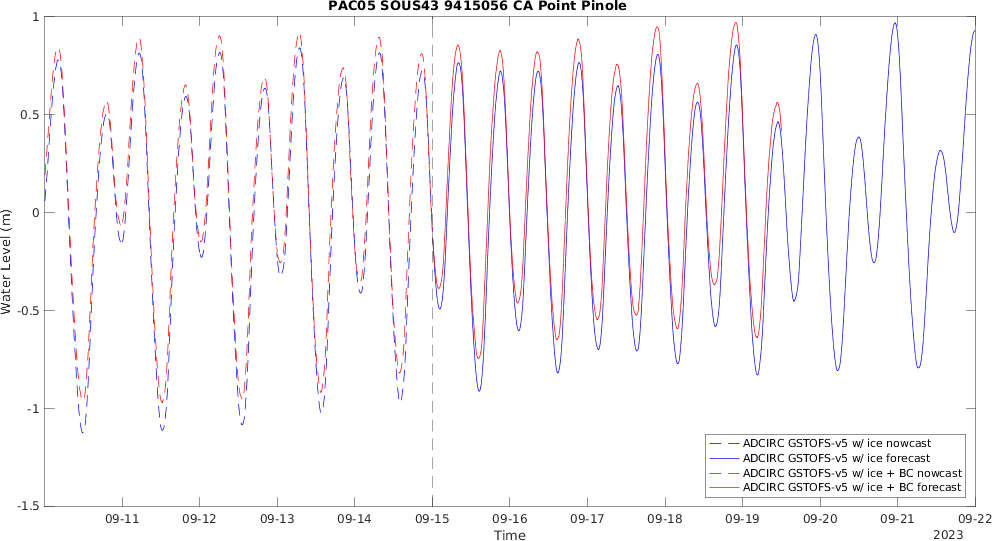 PAC05 SOUS43 9415056 CA Point Pinole
Water Level (m)
1
0.5
0
-0.5
-1
-1.5
ADCIRC GSTOFS-v5 w/ ice nowcast
ADCIRC GSTOFS-v5 w/ ice forecast
ADCIRC GSTOFS-v5 w/ ice + BC nowcast
ADCIRC GSTOFS-v5 w/ ice + BC forecast
09-11 09-12 09-13 09-14 09-15 09-16 09-17 09-18 09-19 09-20 09-21 09-22
Time
2023